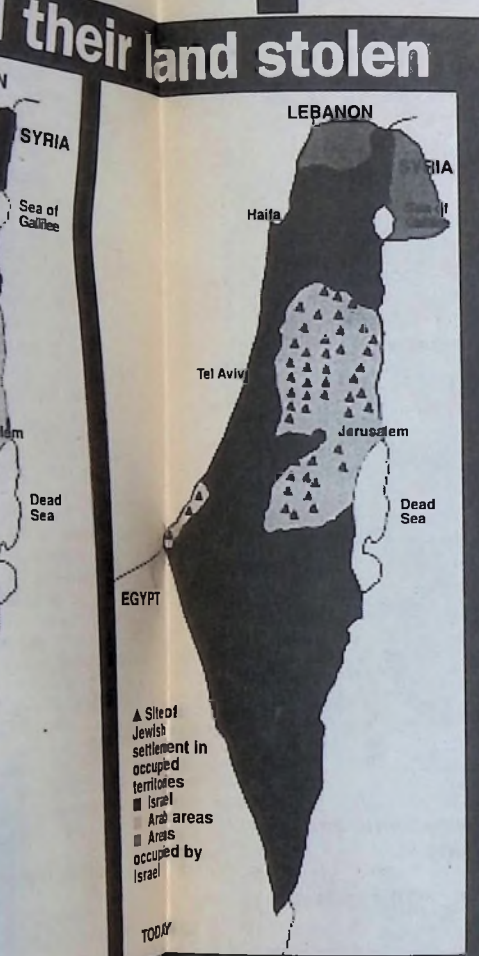 their land stolen
N
SYRIA
Sea of
Galilee
Dead
Sea
LEBANON
SYRIA
Haifa
Tel Aviv
Jerusalem
Dead
Sea
EGYPT
▲ Site of
Jewish
settlement in
occupied
territories
■ Israel
Arab areas
■ Areas
occupied by
Israel
TODAY